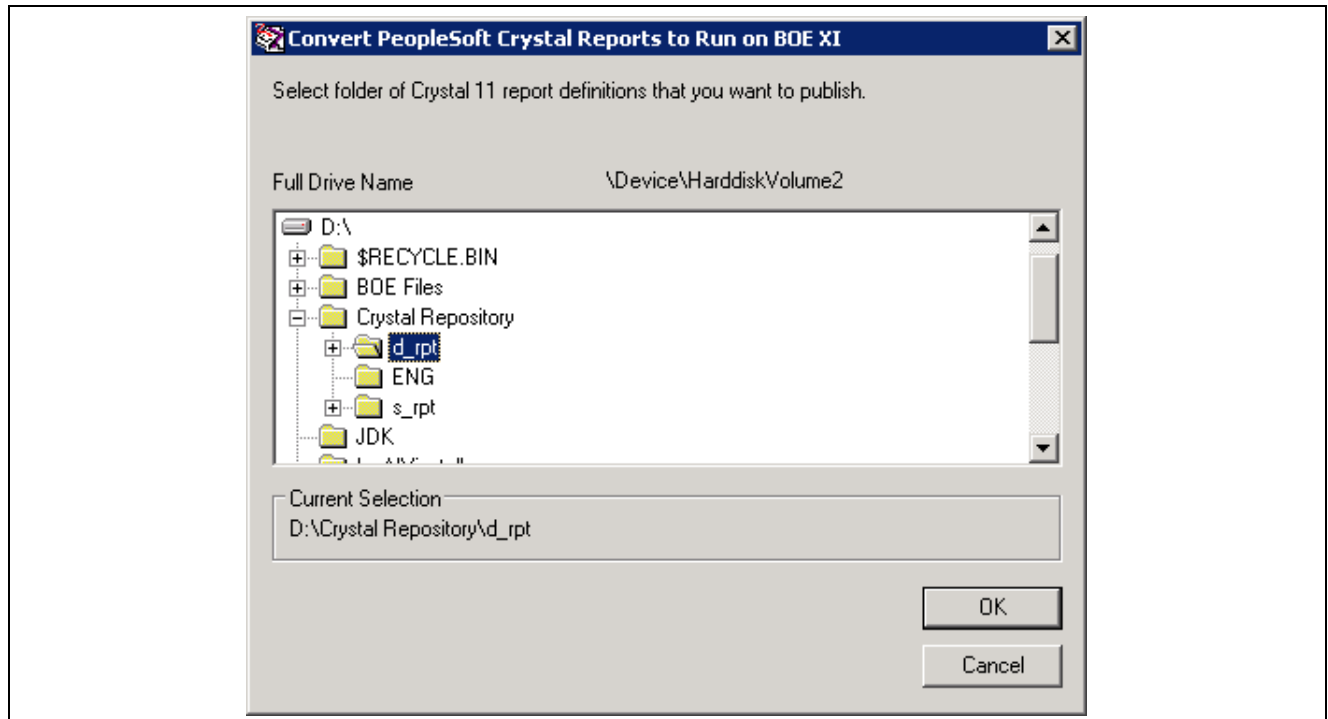 Convert PeopleSoft Crystal Reports to Run on BOE XI
Select folder of Crystal 11 report definitions that you want to publish.
Full Drive Name \Device\HarddiskVolume2
D:\
$RECYCLE.BIN
BOE Files
Crystal Repository
d_rpt
ENG
s_rpt
JDK
Current Selection
D:\Crystal Repository\d_rpt
OK
Cancel